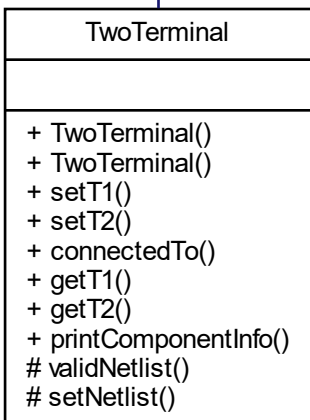 TwoTerminal
+ TwoTerminal()
+ TwoTerminal()
+ setT1()
+ setT2()
+ connectedTo()
+ getT1()
+ getT2()
+ printComponentInfo()
# validNetlist()
# setNetlist()